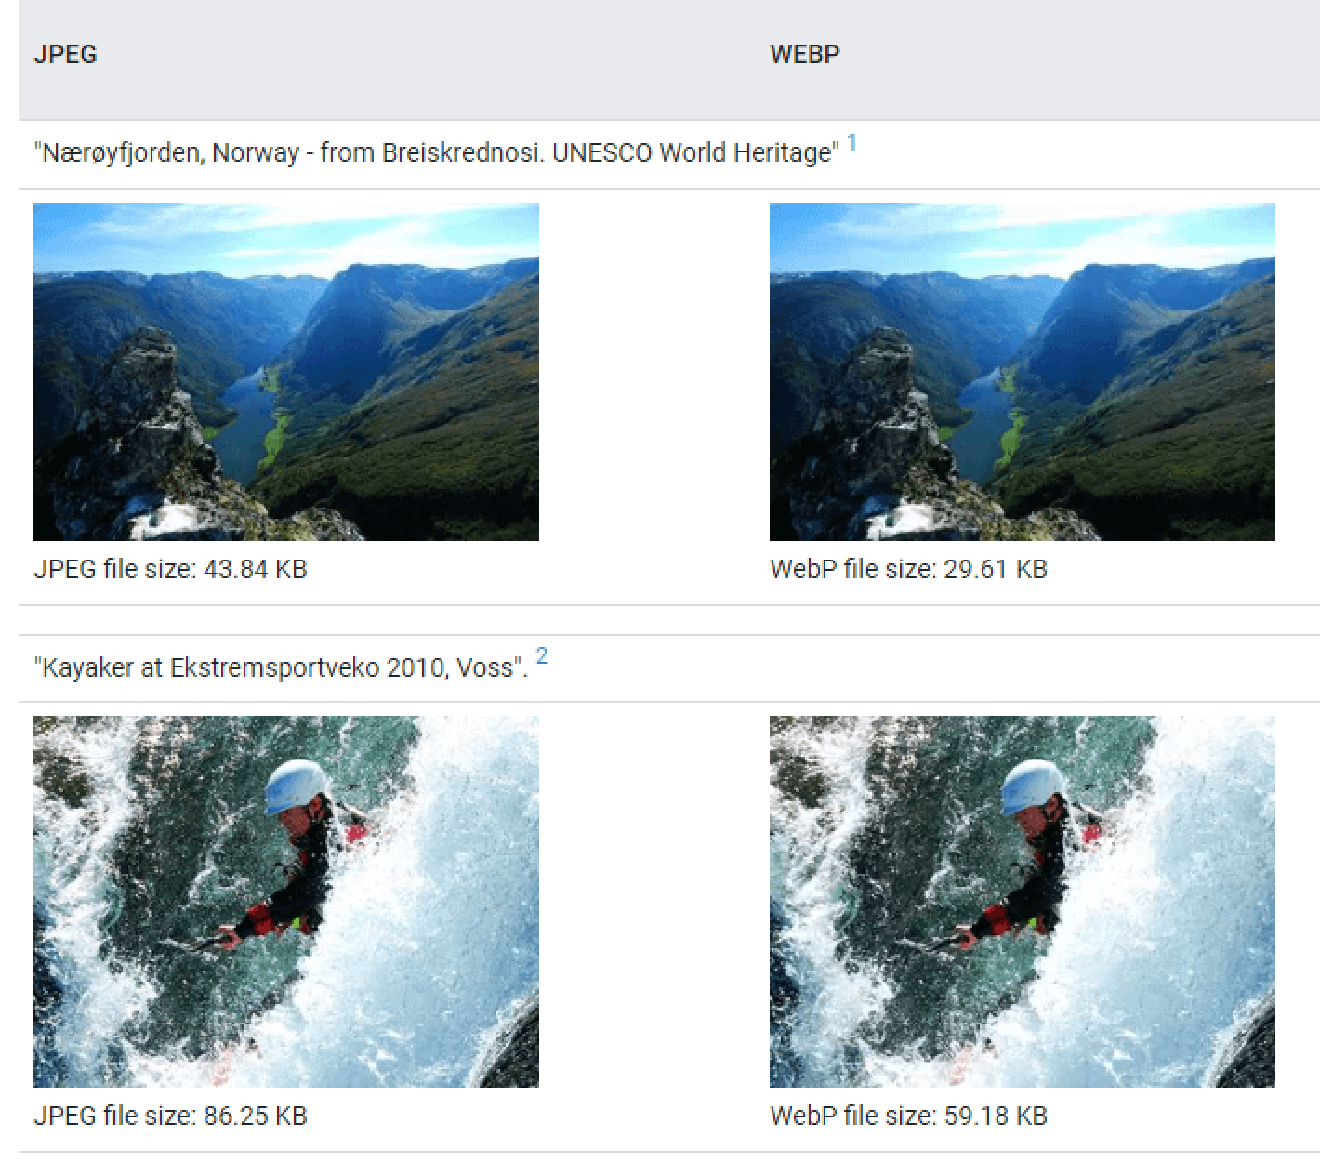 JPEG WEBP
"Nærøyfjorden, Norway - from Breiskrednosi. UNESCO World Heritage" 1
JPEG file size: 43.84 KB WebP file size: 29.61 KB
"Kayaker at Ekstremsportveko 2010, Voss". 2
JPEG file size: 86.25 KB WebP file size: 59.18 KB